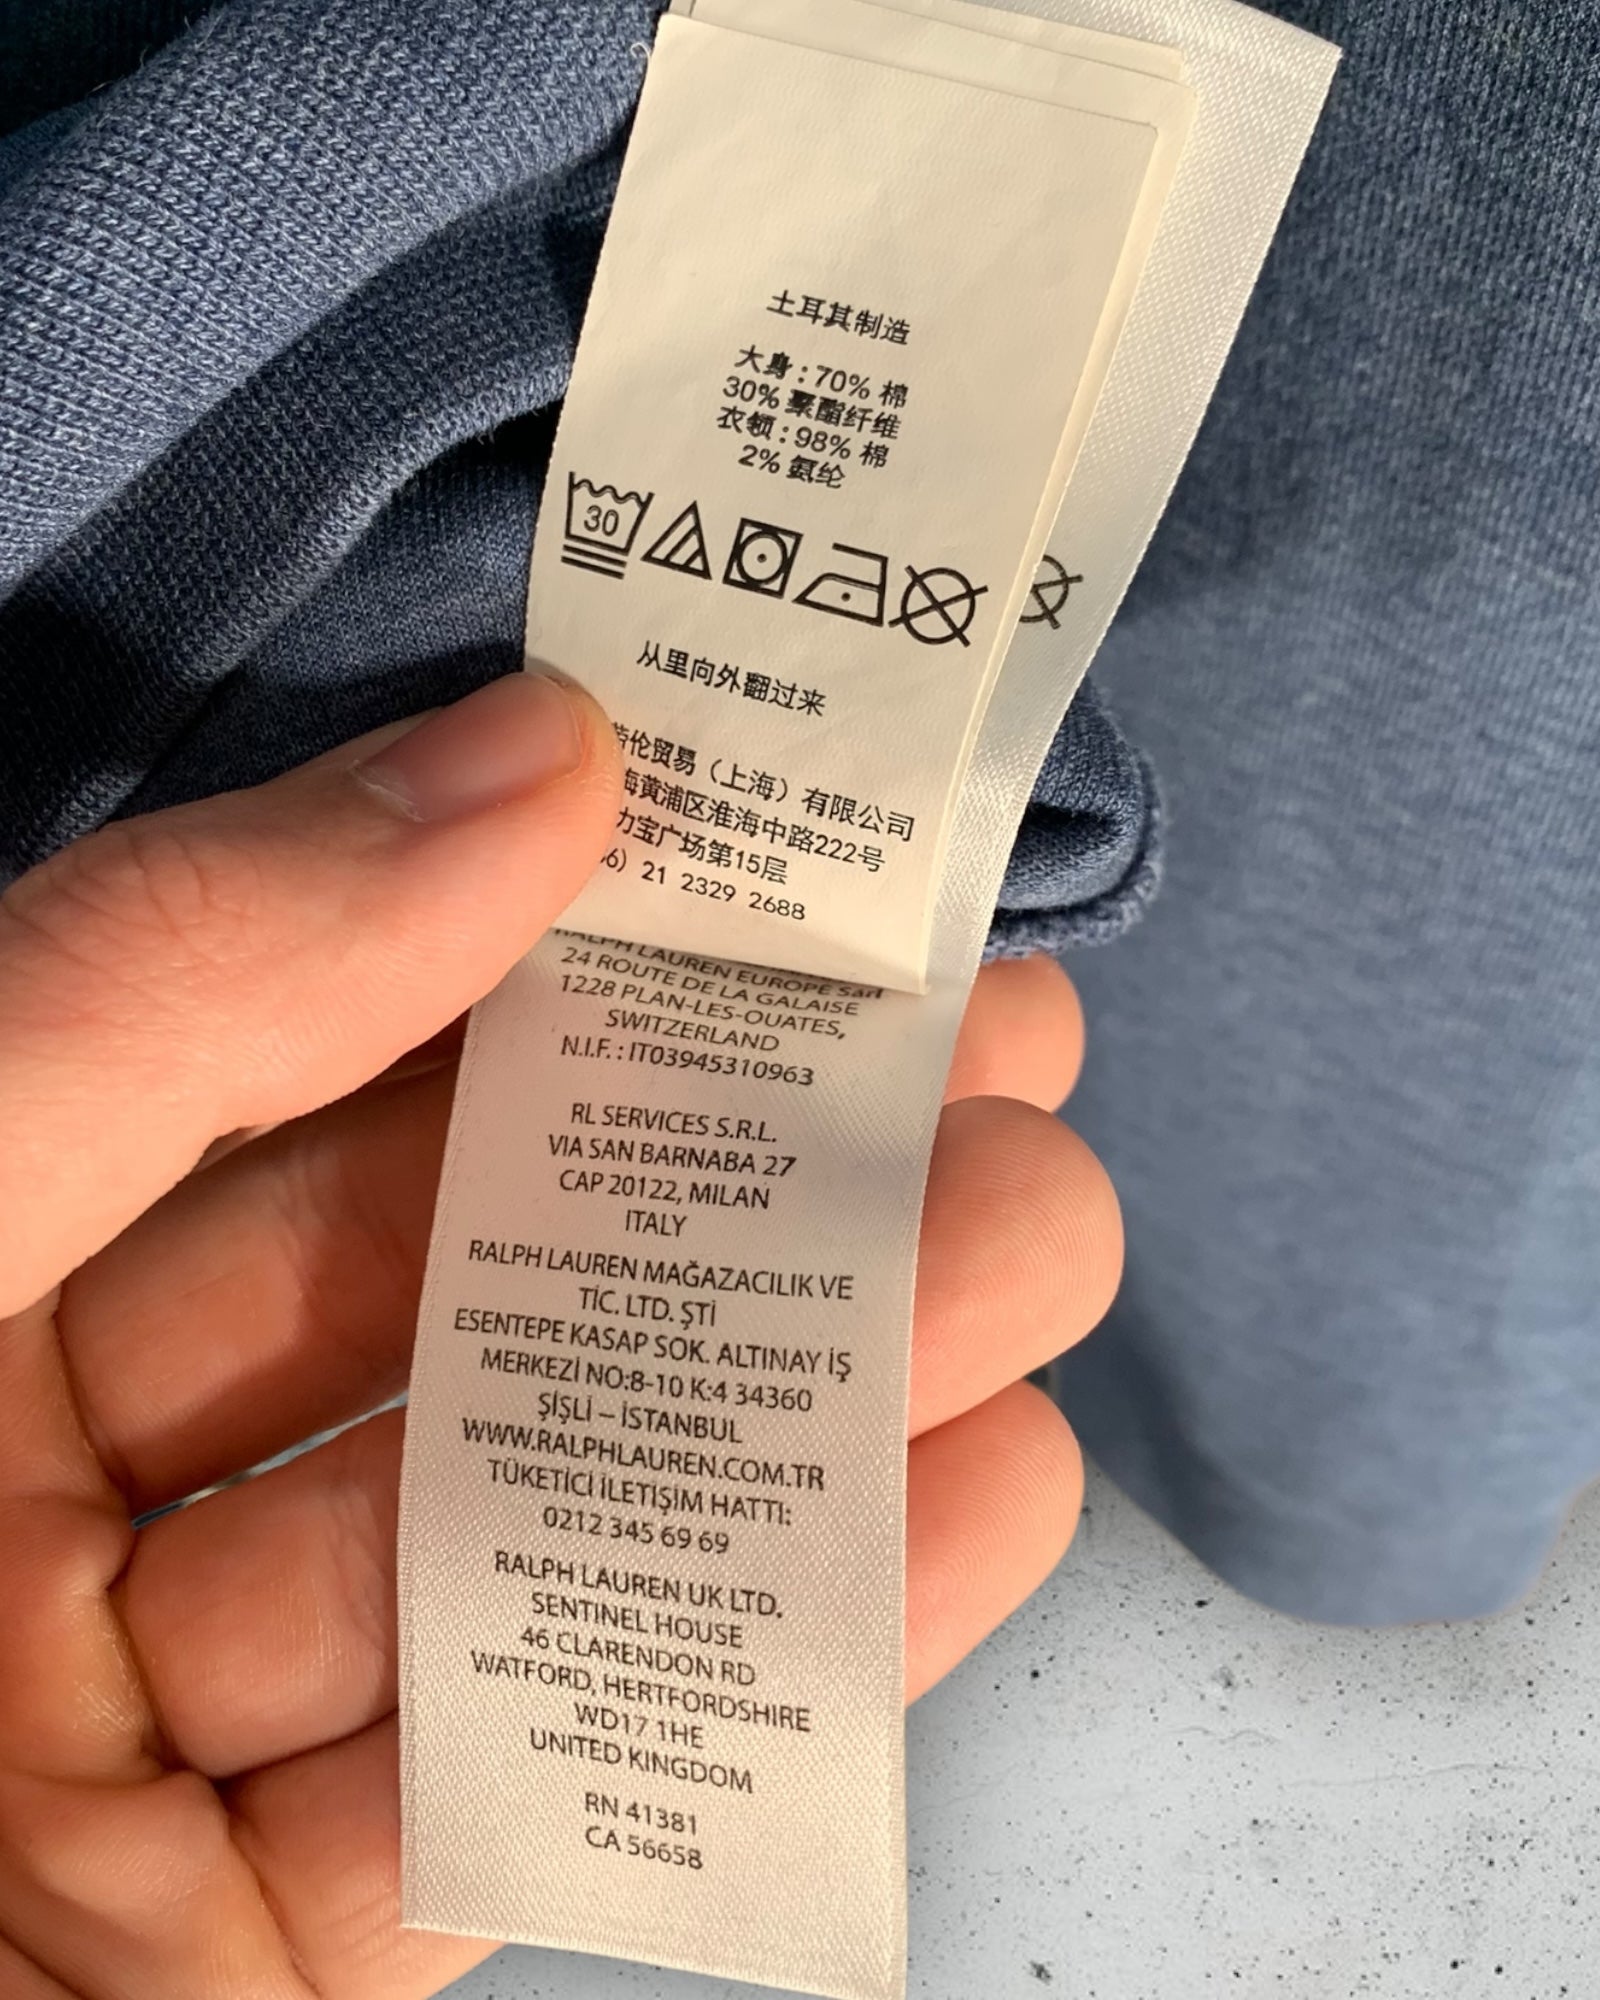 土耳其制造
大身：70% 棉
30% 聚酯纤维
衣领：98% 棉
2% 氨纶
30
从里向外翻过来
劳伦贸易（上海）有限公司
海黄浦区淮海中路222号
力宝广场第15层
86) 21 2329 2688
RALPH LAUREN EUROPE Sarl
24 ROUTE DE LA GALAISE
1228 PLAN-LES-OUATES,
SWITZERLAND
N.I.F. : IT03945310963
RL SERVICES S.R.L.
VIA SAN BARNABA 27
CAP 20122, MILAN
ITALY
RALPH LAUREN MAĞAZACILIK VE
TİC. LTD. ŞTİ
ESENTEPE KASAP SOK. ALTINAY İŞ
MERKEZİ NO:8-10 K:4 34360
ŞİŞLİ – İSTANBUL
WWW.RALPHLAUREN.COM.TR
TÜKETİCİ İLETİŞİM HATTI:
0212 345 69 69
RALPH LAUREN UK LTD.
SENTINEL HOUSE
46 CLARENDON RD
WATFORD, HERTFORDSHIRE
WD17 1HE
UNITED KINGDOM
RN 41381
CA 56658